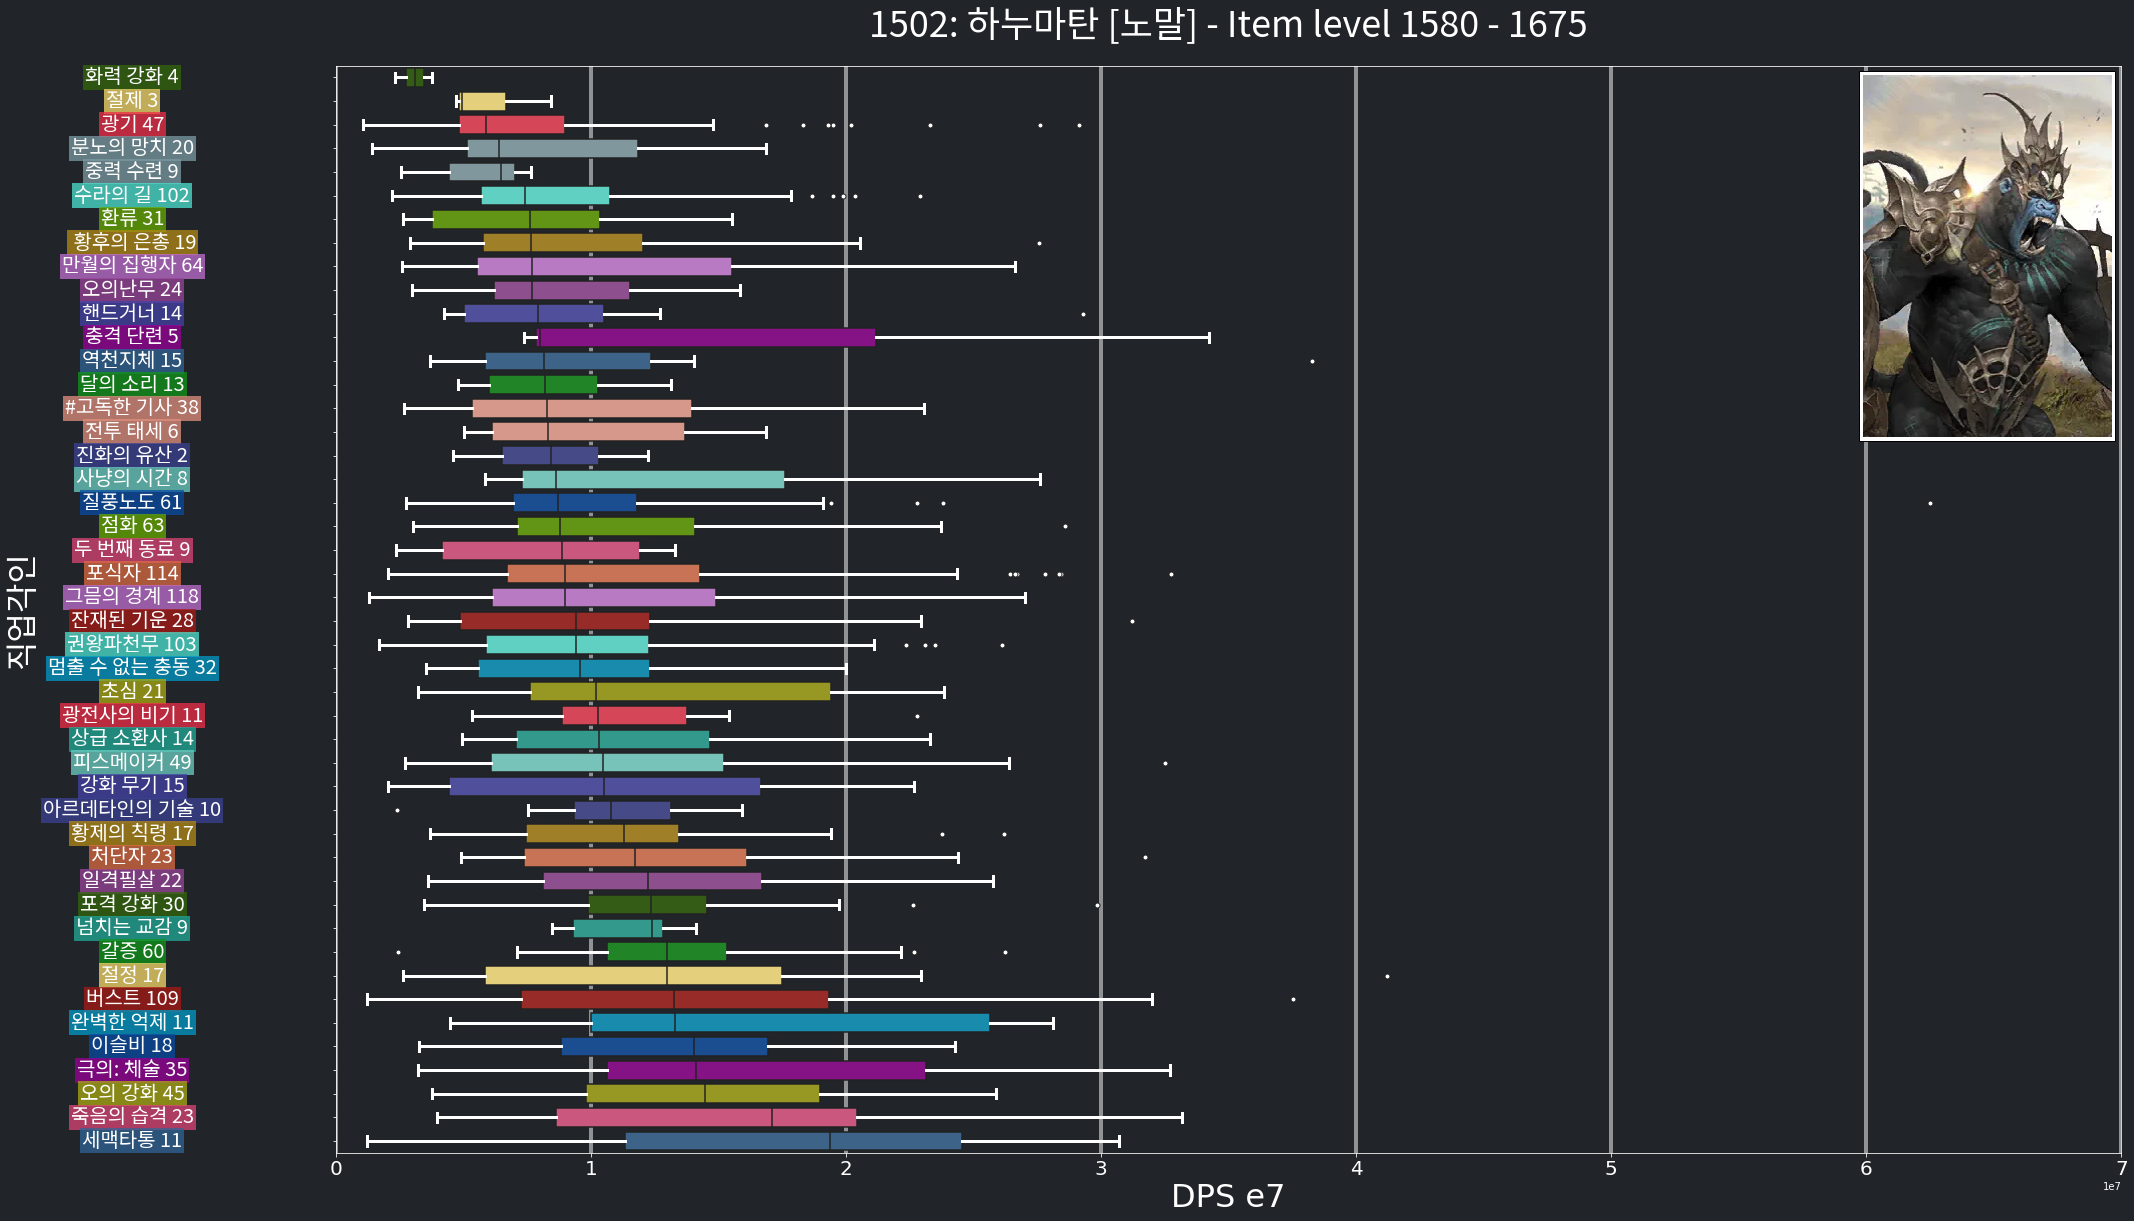 1502: 하누마탄 [노말] - Item level 1580 - 1675
화력 강화 4
절제 3
광기 47
분노의 망치 20
중력 수련 9
수라의 길 102
환류 31
황후의 은총 19
만월의 집행자 64
오의난무 24
핸드거너 14
충격 단련 5
역천지체 15
달의 소리 13
#고독한 기사 38
전투 태세 6
진화의 유산 2
사냥의 시간 8
질풍노도 61
점화 63
두 번째 동료 9
포식자 114
그믐의 경계 118
잔재된 기운 28
권왕파천무 103
멈출 수 없는 충동 32
초심 21
광전사의 비기 11
상급 소환사 14
피스메이커 49
강화 무기 15
아르데타인의 기술 10
황제의 칙령 17
처단자 23
일격필살 22
포격 강화 30
넘치는 교감 9
갈증 60
절정 17
버스트 109
완벽한 억제 11
이슬비 18
극의: 체술 35
오의 강화 45
죽음의 습격 23
세맥타통 11
직업각인
0 1 2 3 4 5 6 7
1e7
DPS e7